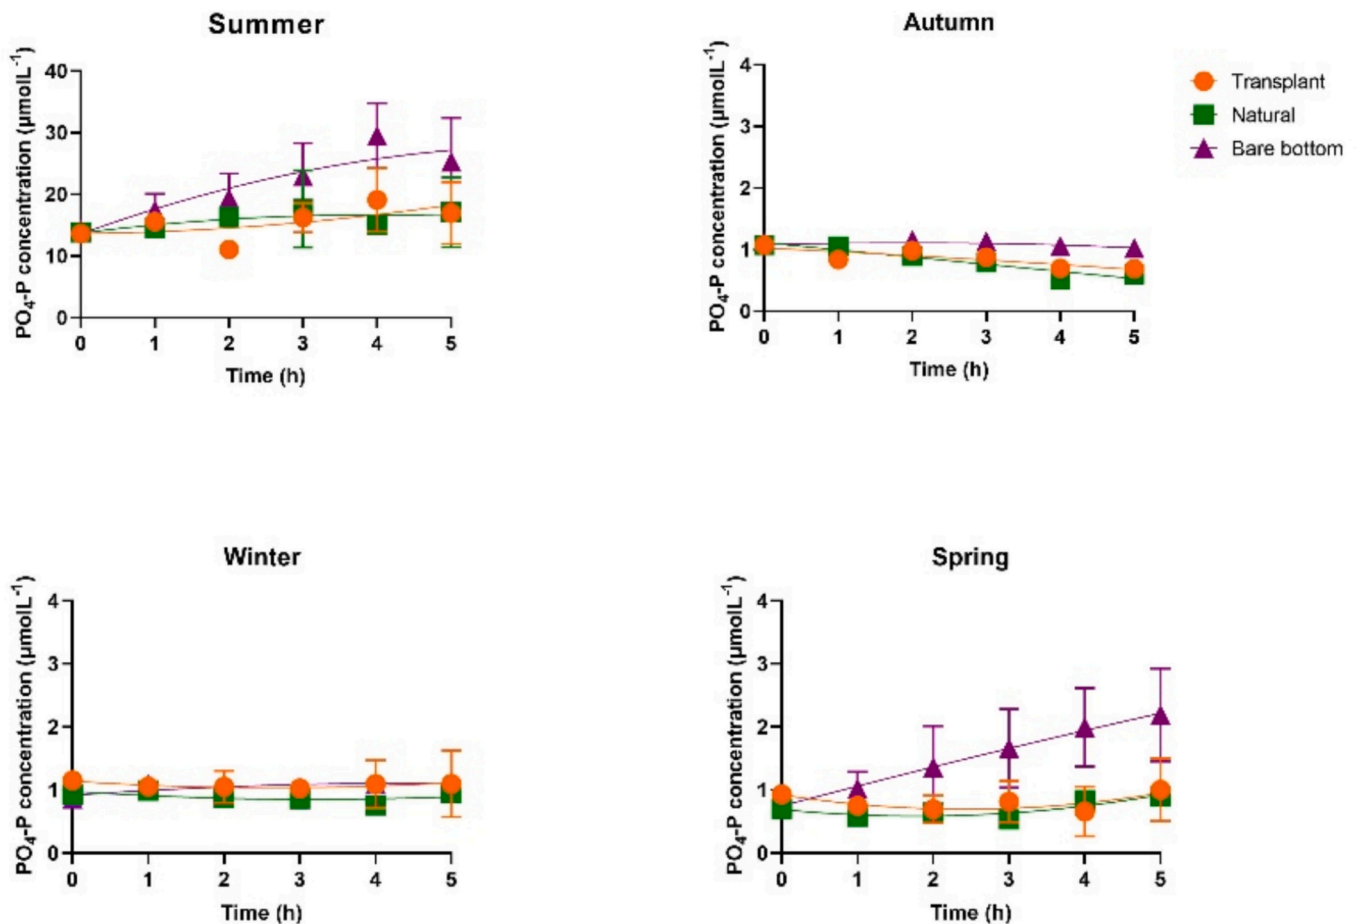 Summer
PO₄-P concentration (µmolL⁻¹)
40
30
20
10
0
0 1 2 3 4 5
Time (h)
Autumn
PO₄-P concentration (µmolL⁻¹)
4
3
2
1
0
0 1 2 3 4 5
Time (h)
Transplant
Natural
Bare bottom
Winter
PO₄-P concentration (µmolL⁻¹)
4
3
2
1
0
0 1 2 3 4 5
Time (h)
Spring
PO₄-P concentration (µmolL⁻¹)
4
3
2
1
0
0 1 2 3 4 5
Time (h)